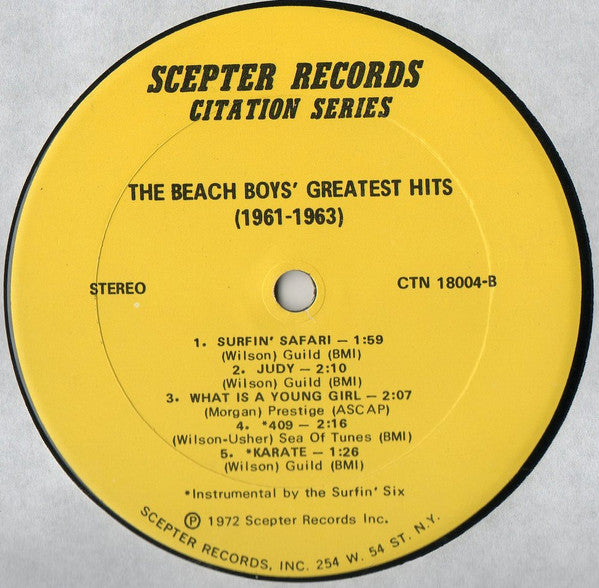 SCEPTER RECORDS
CITATION SERIES
THE BEACH BOYS' GREATEST HITS
(1961-1963)
STEREO
CTN 18004-B
1. SURFIN' SAFARI — 1:59
(Wilson) Guild (BMI)
2. JUDY — 2:10
(Wilson) Guild (BMI)
3. WHAT IS A YOUNG GIRL — 2:07
(Morgan) Prestige (ASCAP)
4. *409 — 2:16
(Wilson-Usher) Sea Of Tunes (BMI)
5. *KARATE — 1:26
(Wilson) Guild (BMI)
*Instrumental by the Surfin' Six
Ⓟ 1972 Scepter Records Inc.
SCEPTER RECORDS, INC. 254 W. 54 ST. N.Y.